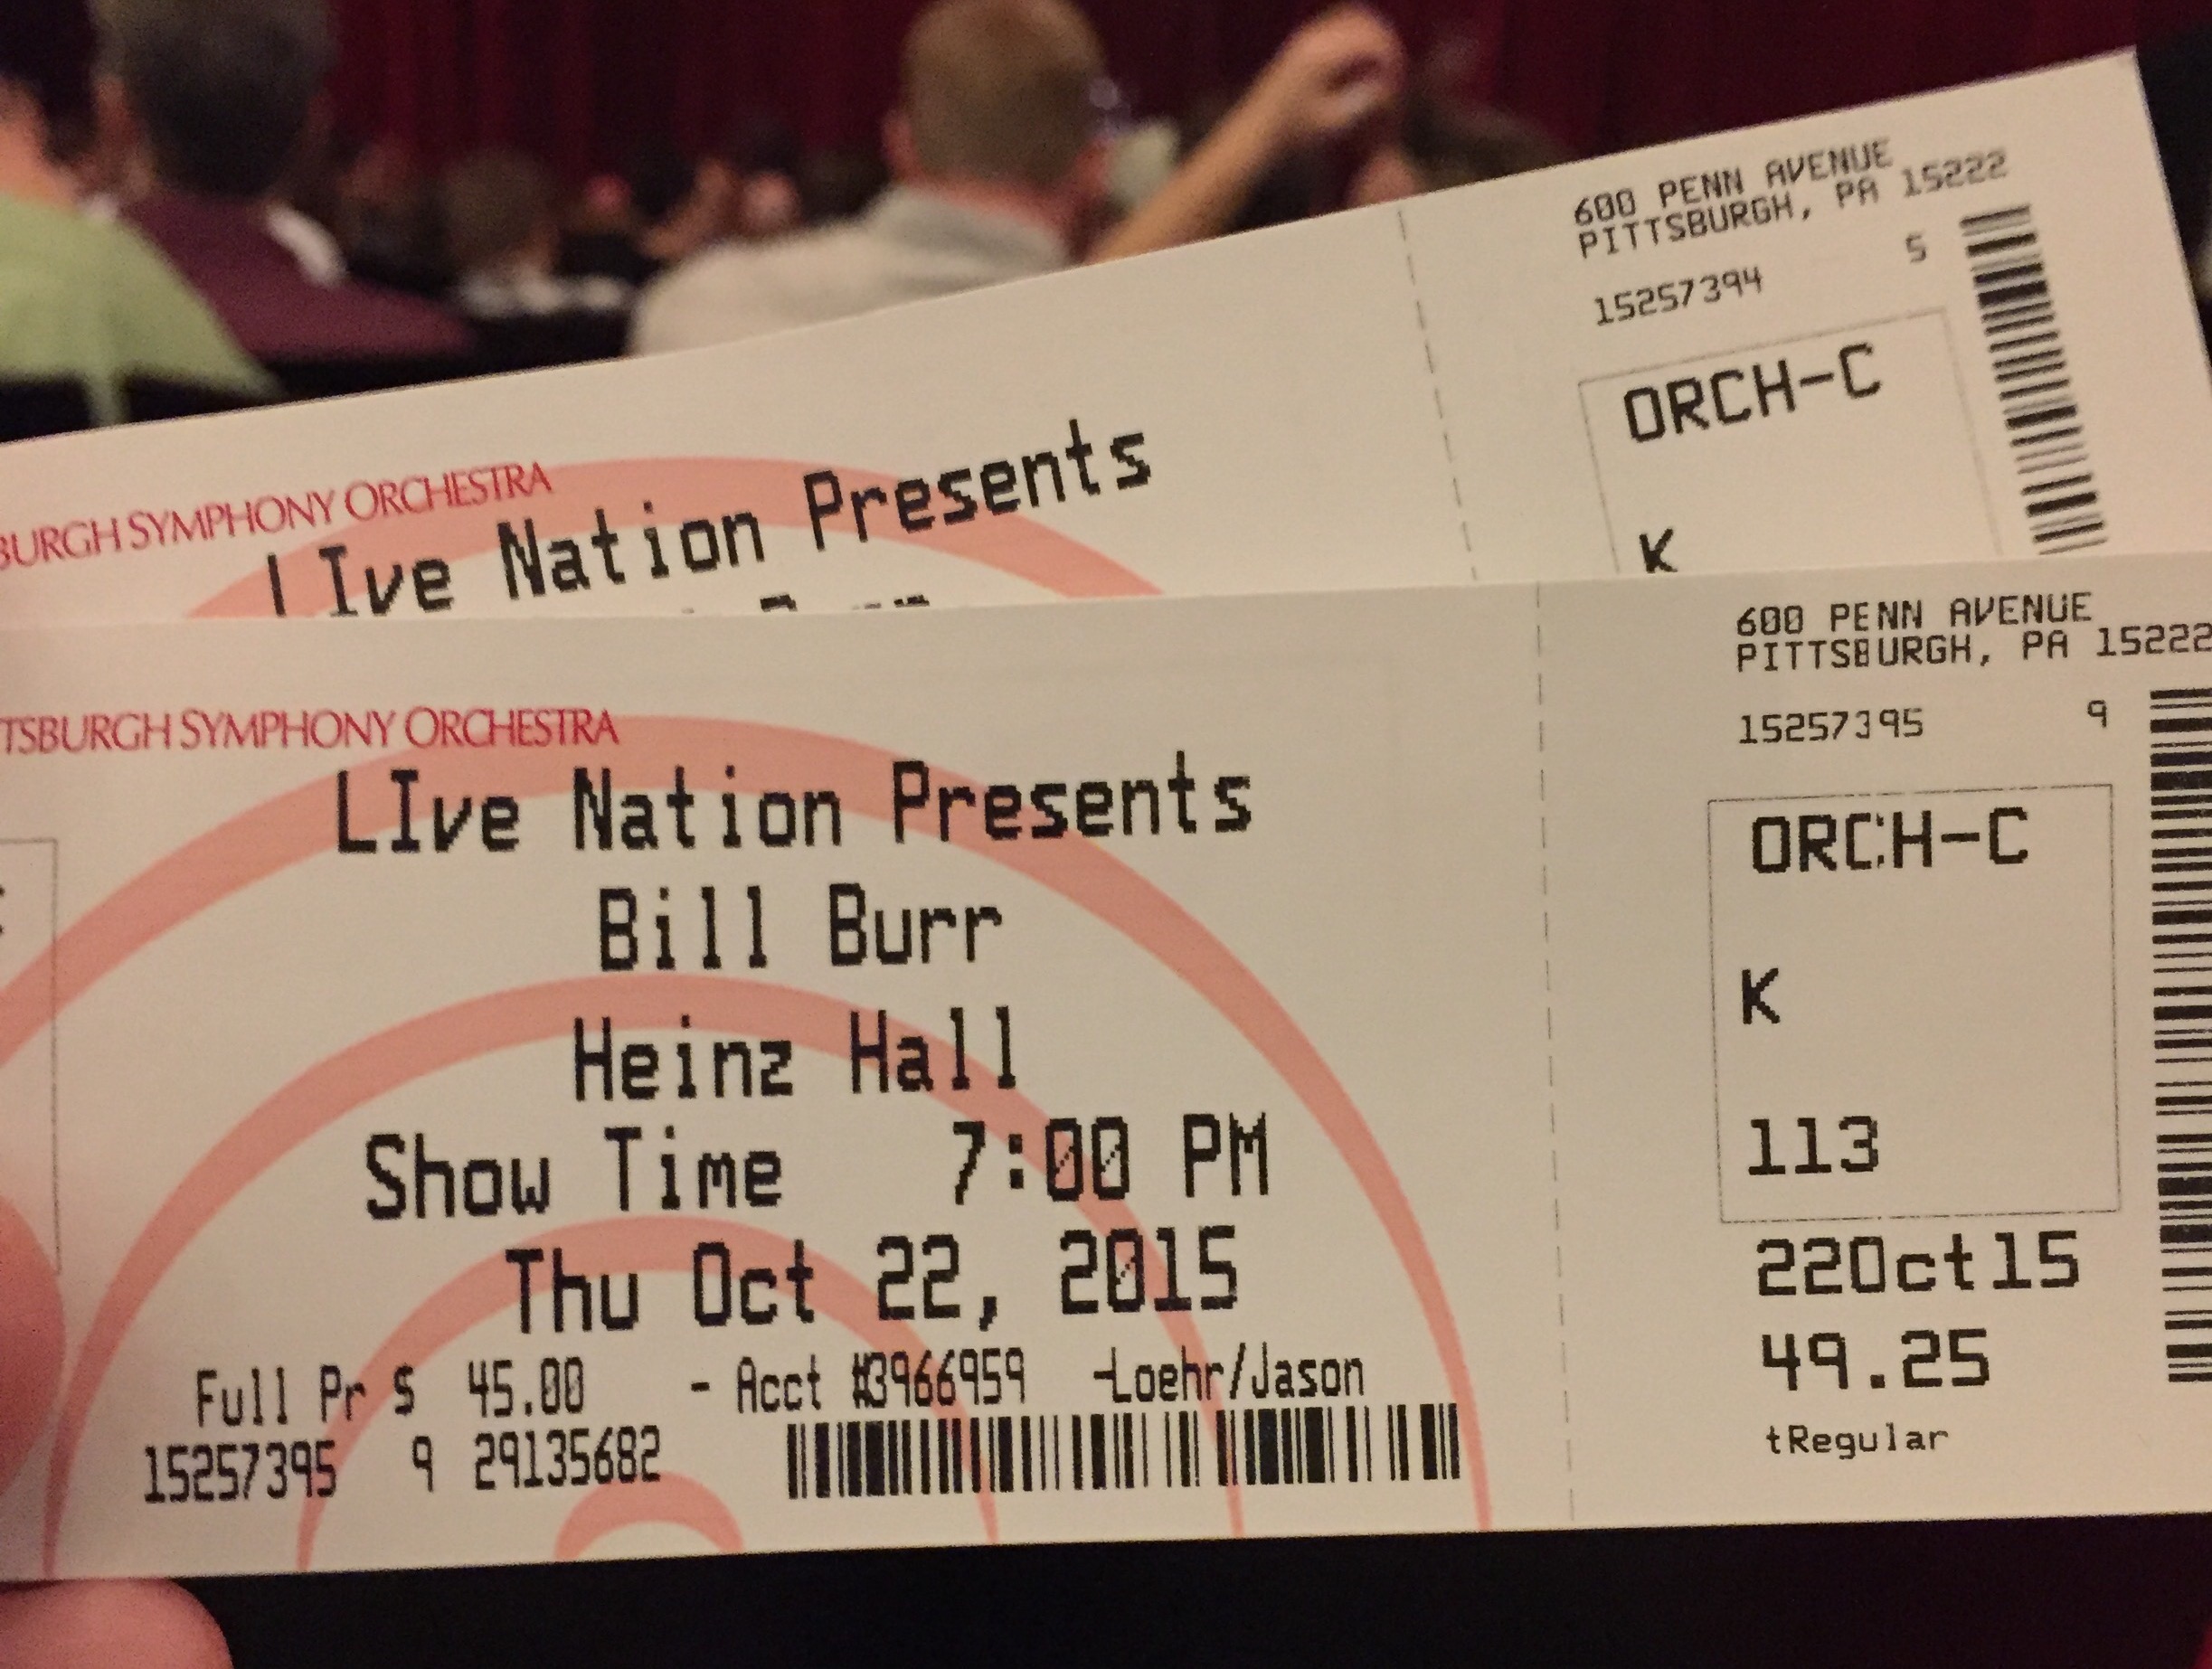 600 PENN AVENUE
PITTSBURGH, PA 15222
15257394 5
ORCH-C
K
BURGH SYMPHONY ORCHESTRA
LIve Nation Presents
600 PENN AVENUE
PITTSBURGH, PA 15222
15257395 9
ORCH-C
K
113
22Oct15
49.25
tRegular
TSBURGH SYMPHONY ORCHESTRA
LIve Nation Presents
Bill Burr
Heinz Hall
Show Time 7:00 PM
Thu Oct 22, 2015
Full Pr $ 45.00 - Acct #3966959 -Loehr/Jason
15257395 9 29135682